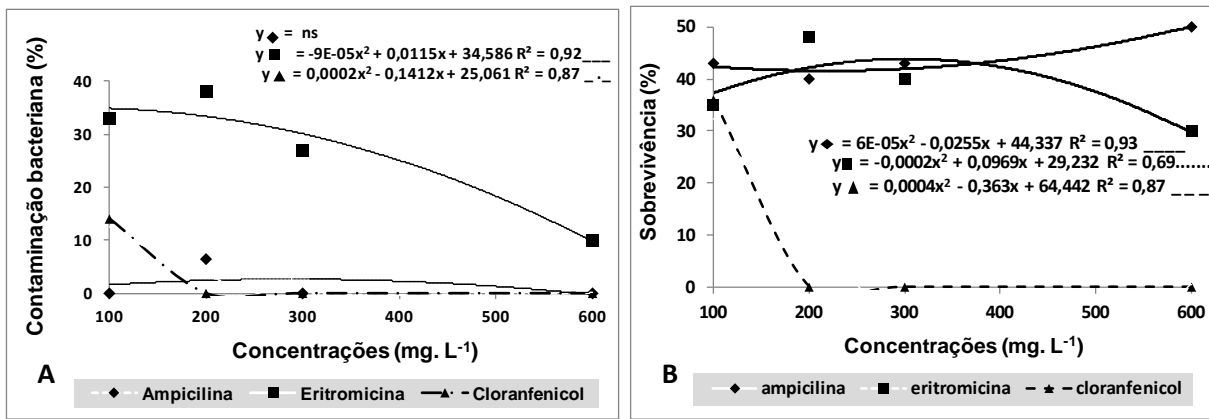 Contaminação bacteriana (%)
y ◆ = ns
y ■ = -9E-05x² + 0,0115x + 34,586 R² = 0,92___
y ▲ = 0,0002x² - 0,1412x + 25,061 R² = 0,87 _ . _
40
30
20
10
0
100 200 300 400 500 600
Concentrações (mg. L⁻¹)
A
Ampicilina Eritromicina Cloranfenicol
Sobrevivência (%)
50
40
30
20
10
0
y ◆ = 6E-05x² - 0,0255x + 44,337 R² = 0,93 ____
y ■ = -0,0002x² + 0,0969x + 29,232 R² = 0,69.......
y ▲ = 0,0004x² - 0,363x + 64,442 R² = 0,87 _ _ _
100 200 300 400 500 600
Concentrações (mg. L⁻¹)
B
ampicilina eritromicina cloranfenicol